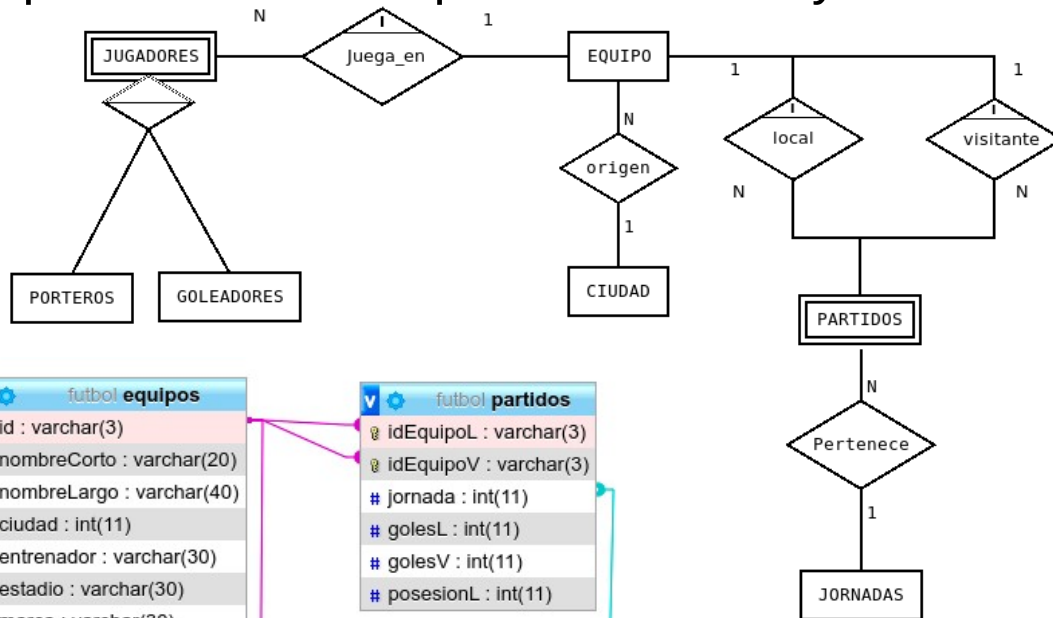 N
1
I
JUGADORES
Juega_en
EQUIPO
1
1
I
I
local
visitante
N
origen
N
N
1
PORTEROS
GOLEADORES
CIUDAD
PARTIDOS
N
Pertenece
1
JORNADAS
futbol equipos
id : varchar(3)
nombreCorto : varchar(20)
nombreLargo : varchar(40)
ciudad : int(11)
entrenador : varchar(30)
estadio : varchar(30)
v futbol partidos
idEquipoL : varchar(3)
idEquipoV : varchar(3)
# jornada : int(11)
# golesL : int(11)
# golesV : int(11)
# posesionL : int(11)